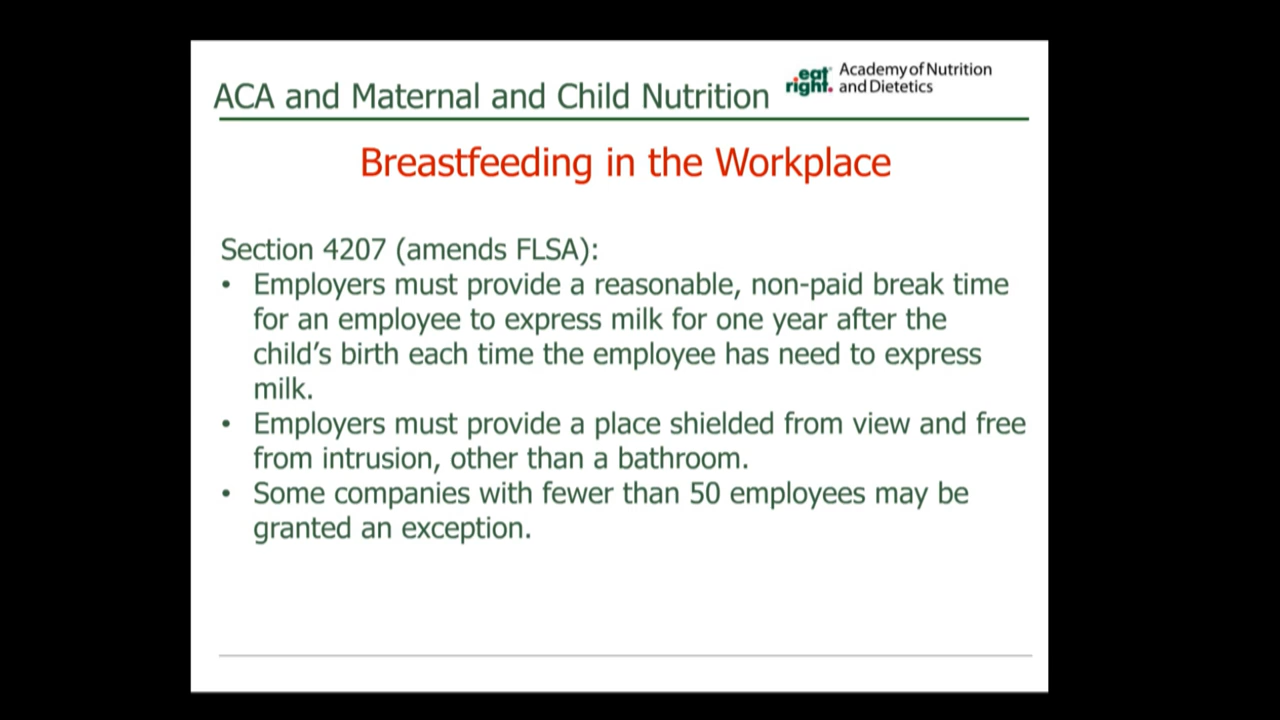 ACA and Maternal and Child Nutrition
eat
right.
Academy of Nutrition
and Dietetics
Breastfeeding in the Workplace
Section 4207 (amends FLSA):
• Employers must provide a reasonable, non-paid break time
for an employee to express milk for one year after the
child's birth each time the employee has need to express
milk.
• Employers must provide a place shielded from view and free
from intrusion, other than a bathroom.
• Some companies with fewer than 50 employees may be
granted an exception.